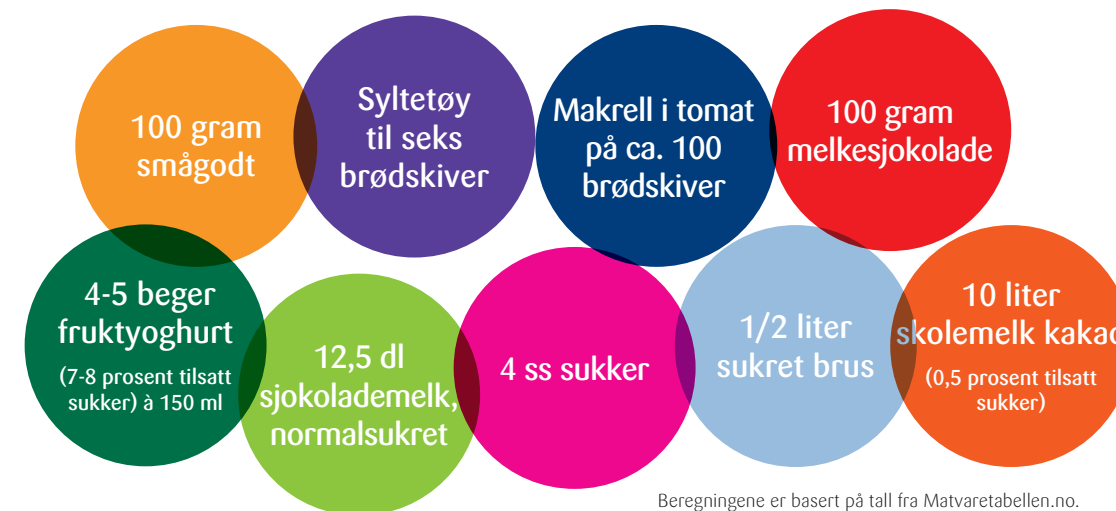 100 gram
smågodt
Syltetøy
til seks
brødskiver
Makrell i tomat
på ca. 100
brødskiver
100 gram
melkesjokolade
4-5 beger
fruktyoghurt
(7-8 prosent tilsatt
sukker) à 150 ml
12,5 dl
sjokolademelk,
normalsukret
4 ss sukker
1/2 liter
sukret brus
10 liter
skolemelk kakao
(0,5 prosent tilsatt
sukker)
Beregningene er basert på tall fra Matvaretabellen.no.